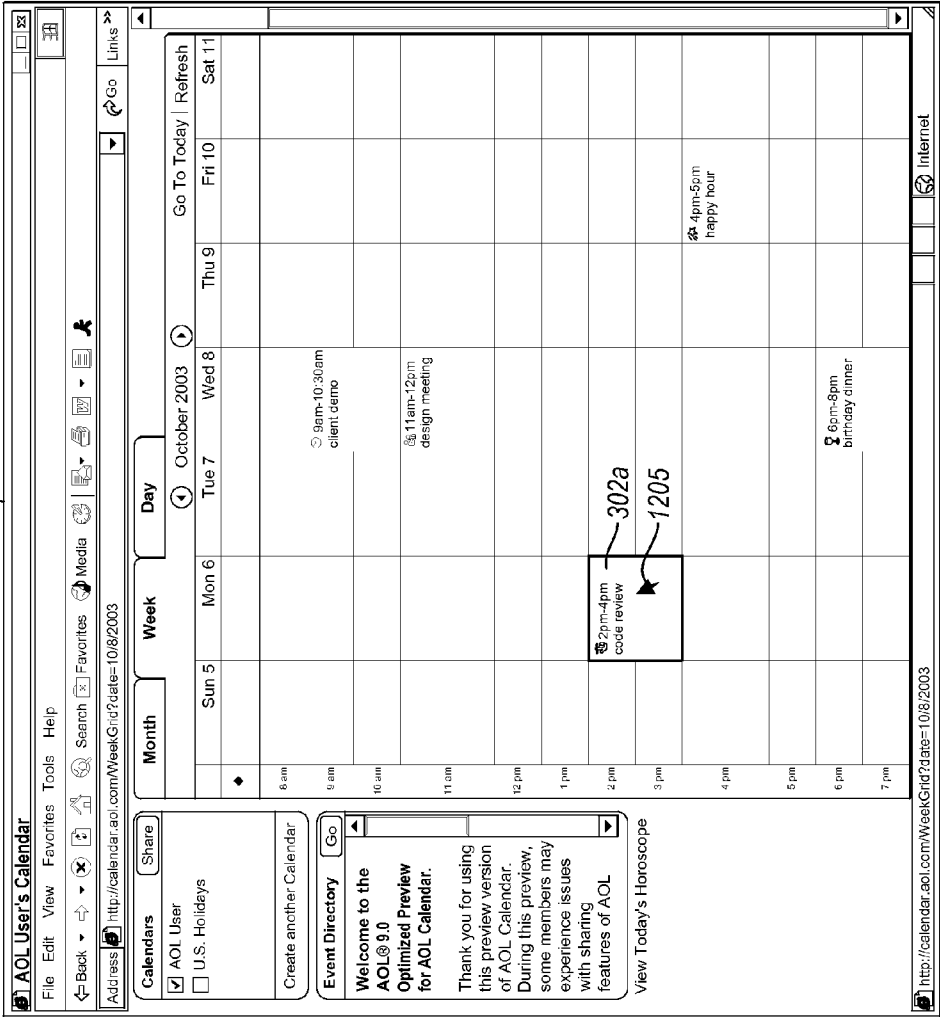 AOL User's Calendar
File Edit View Favorites Tools Help
Back Search Favorites Media
Address http://calendar.aol.com/WeekGrid?date=10/8/2003 Go Links >>
Calendars Share
AOL User
U.S. Holidays
Create another Calendar
Event Directory Go
Welcome to the
AOL® 9.0
Optimized Preview
for AOL Calendar.
Thank you for using
this preview version
of AOL Calendar.
During this preview,
some members may
experience issues
with sharing
features of AOL
View Today's Horoscope
Month Week Day
October 2003 Go To Today | Refresh
Sun 5 Mon 6 Tue 7 Wed 8 Thu 9 Fri 10 Sat 11
8 am
9 am
9am-10:30am
client demo
10 am
11 am
11am-12pm
design meeting
12 pm
1 pm
2 pm
2pm-4pm
code review
302a
3 pm
1205
4 pm
4pm-5pm
happy hour
5 pm
6 pm
6pm-8pm
birthday dinner
7 pm
http://calendar.aol.com/WeekGrid?date=10/8/2003 Internet